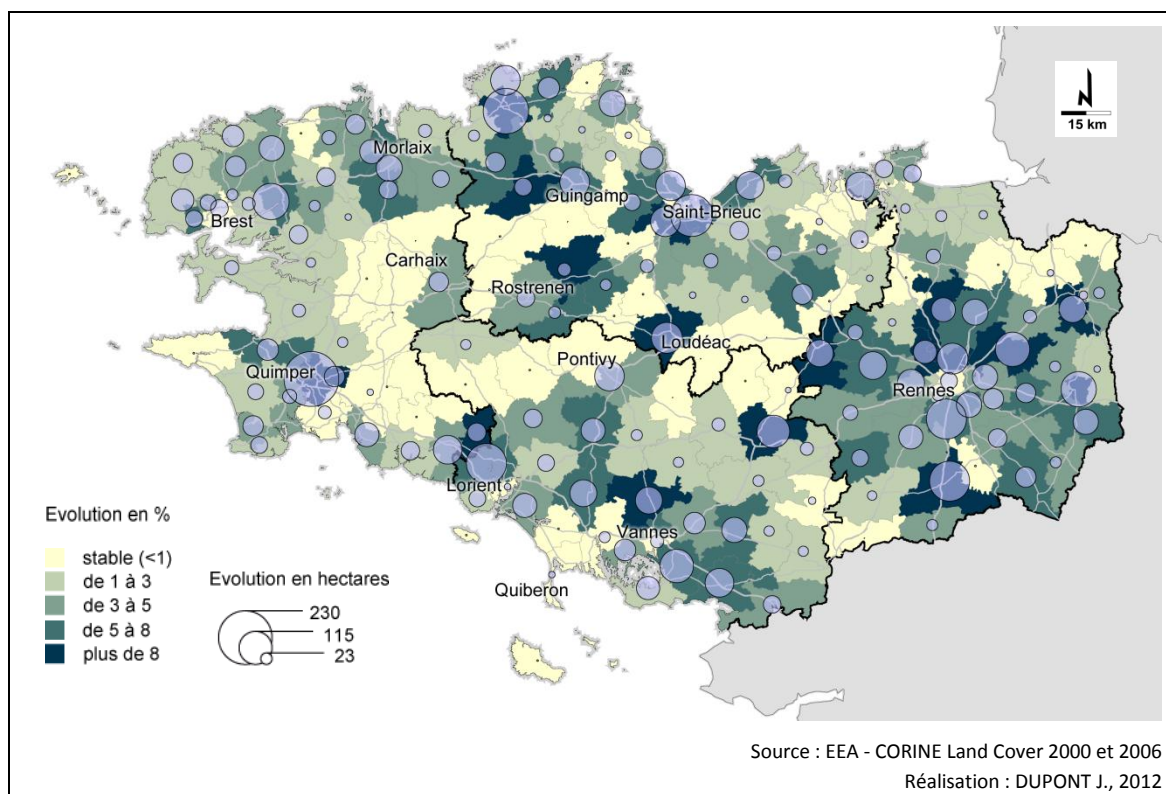 15 km
Morlaix
Guingamp
Brest
Saint-Brieuc
Carhaix
Rostrenen
Loudéac
Pontivy
Quimper
Rennes
Lorient
Vannes
Quiberon
Evolution en %
stable (<1)
de 1 à 3
de 3 à 5
de 5 à 8
plus de 8
Evolution en hectares
230
115
23
Source : EEA - CORINE Land Cover 2000 et 2006
Réalisation : DUPONT J., 2012